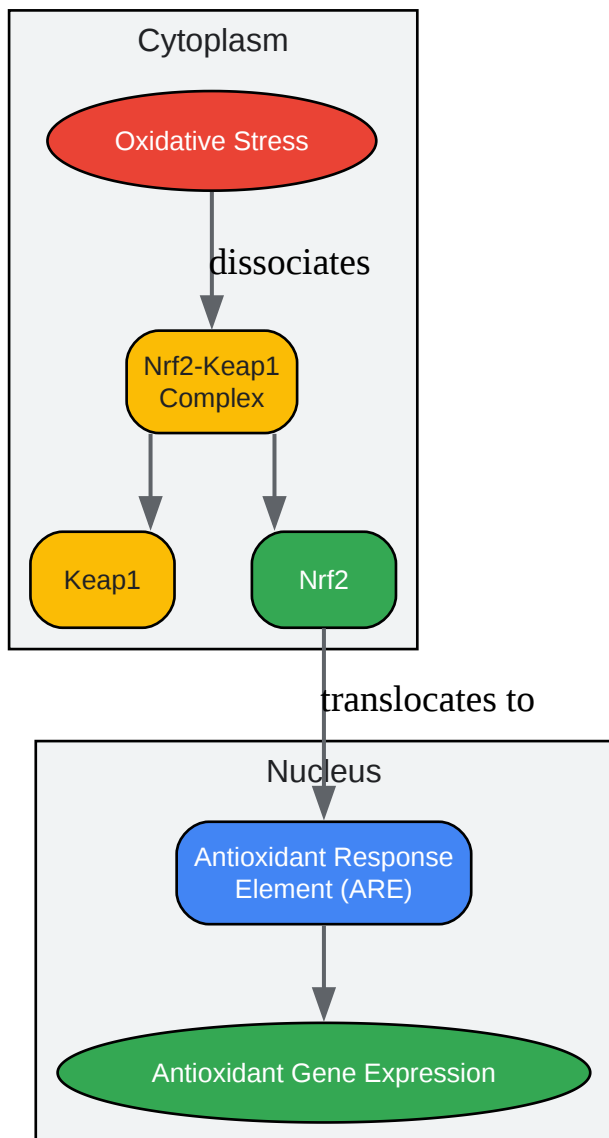 Cytoplasm
Oxidative Stress
dissociates
Nrf2-Keap1
Complex
Keap1
Nrf2
translocates to
Nucleus
Antioxidant Response
Element (ARE)
Antioxidant Gene Expression